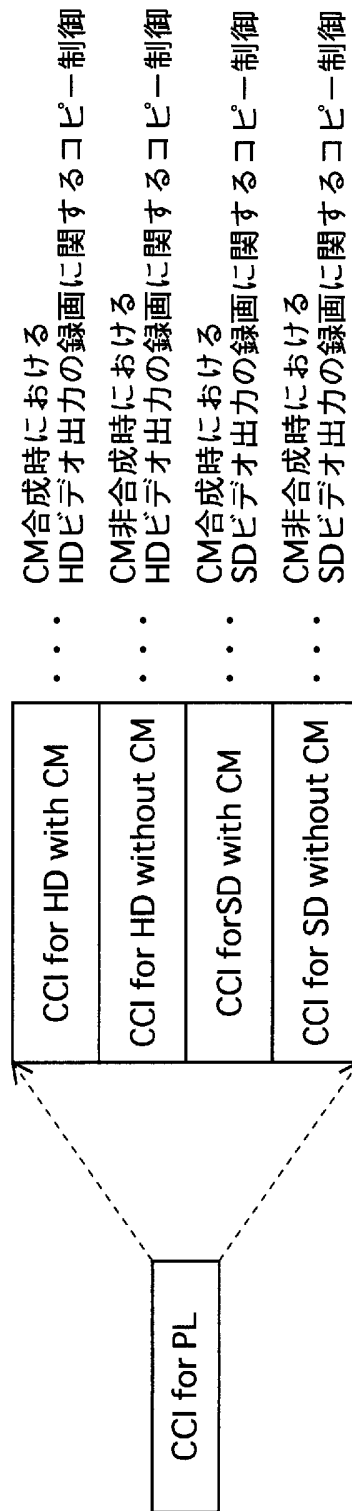 CCI for PL
CCI for HD with CM
・・・
CM合成時における
HDビデオ出力の録画に関するコピー制御
CCI for HD without CM
・・・
CM非合成時における
HDビデオ出力の録画に関するコピー制御
CCI forSD with CM
・・・
CM合成時における
SDビデオ出力の録画に関するコピー制御
CCI for SD without CM
・・・
CM非合成時における
SDビデオ出力の録画に関するコピー制御